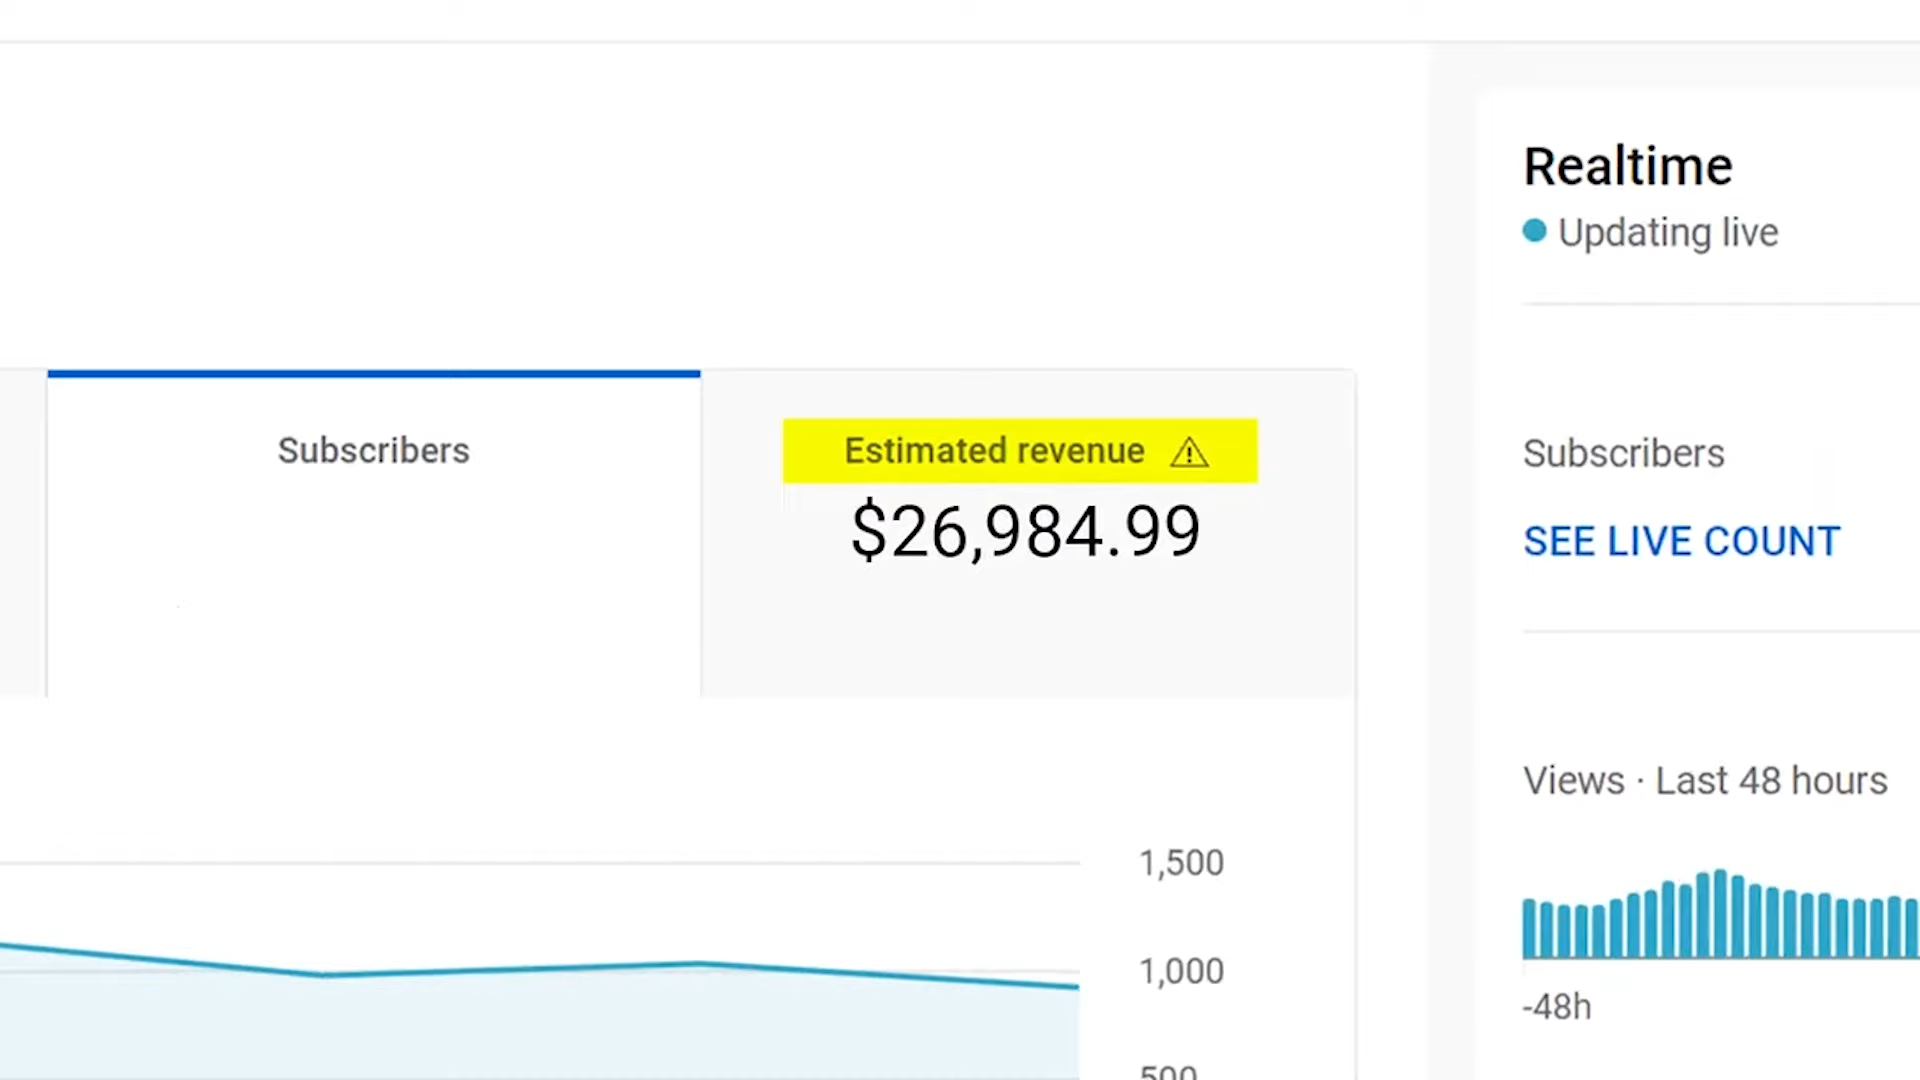 Realtime
Updating live
Subscribers
Estimated revenue
$26,984.99
Subscribers
SEE LIVE COUNT
Views · Last 48 hours
1,500
1,000
500
-48h